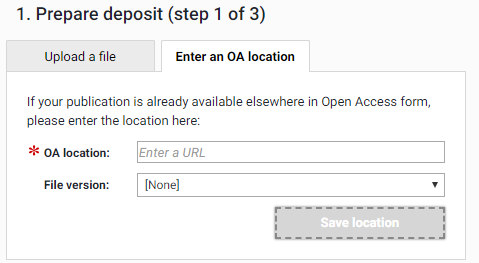 1. Prepare deposit (step 1 of 3)
Upload a file
Enter an OA location
If your publication is already available elsewhere in Open Access form,
please enter the location here:
* OA location: Enter a URL
File version: [None]
Save location